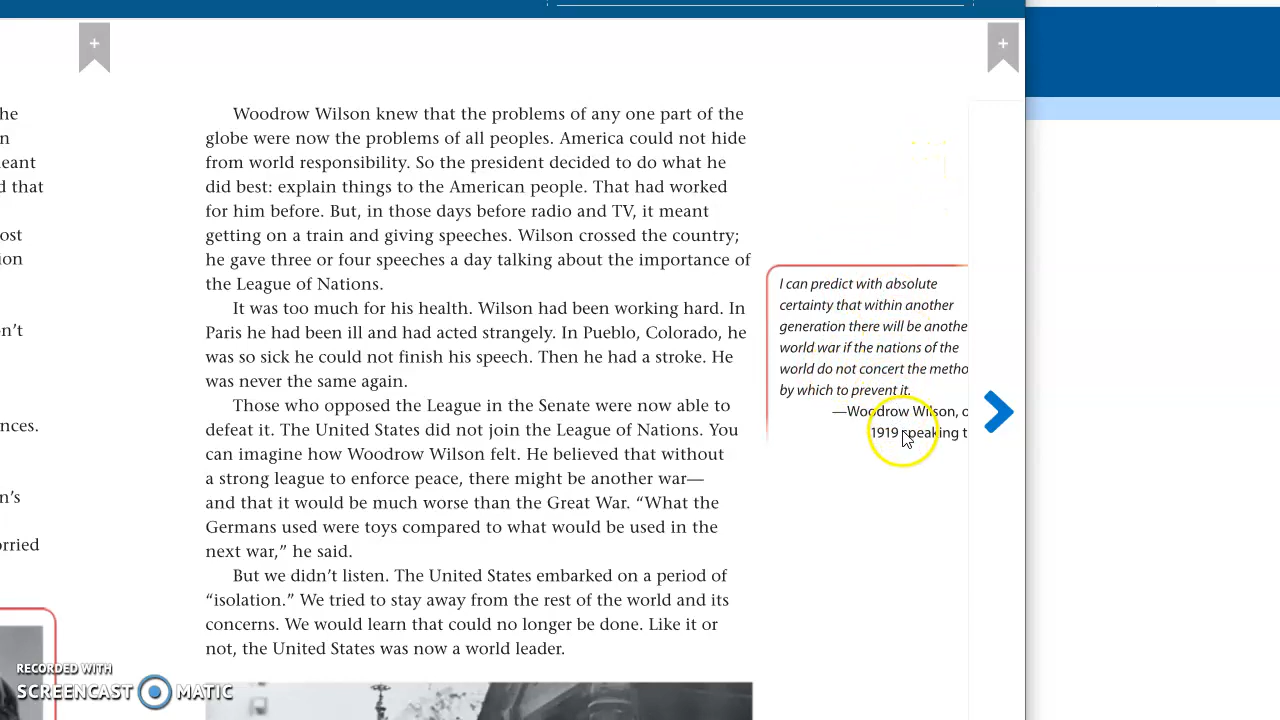 he
n
eant
d that
ost
ion
n't
nces.
n's
orried
Woodrow Wilson knew that the problems of any one part of the
globe were now the problems of all peoples. America could not hide
from world responsibility. So the president decided to do what he
did best: explain things to the American people. That had worked
for him before. But, in those days before radio and TV, it meant
getting on a train and giving speeches. Wilson crossed the country;
he gave three or four speeches a day talking about the importance of
the League of Nations.
It was too much for his health. Wilson had been working hard. In
Paris he had been ill and had acted strangely. In Pueblo, Colorado, he
was so sick he could not finish his speech. Then he had a stroke. He
was never the same again.
Those who opposed the League in the Senate were now able to
defeat it. The United States did not join the League of Nations. You
can imagine how Woodrow Wilson felt. He believed that without
a strong league to enforce peace, there might be another war—
and that it would be much worse than the Great War. “What the
Germans used were toys compared to what would be used in the
next war,” he said.
But we didn’t listen. The United States embarked on a period of
“isolation.” We tried to stay away from the rest of the world and its
concerns. We would learn that could no longer be done. Like it or
not, the United States was now a world leader.
I can predict with absolute
certainty that within another
generation there will be anothe
world war if the nations of the
world do not concert the metho
by which to prevent it.
—Woodrow Wilson, o
1919 speaking t
RECORDED WITH
SCREENCAST MATIC